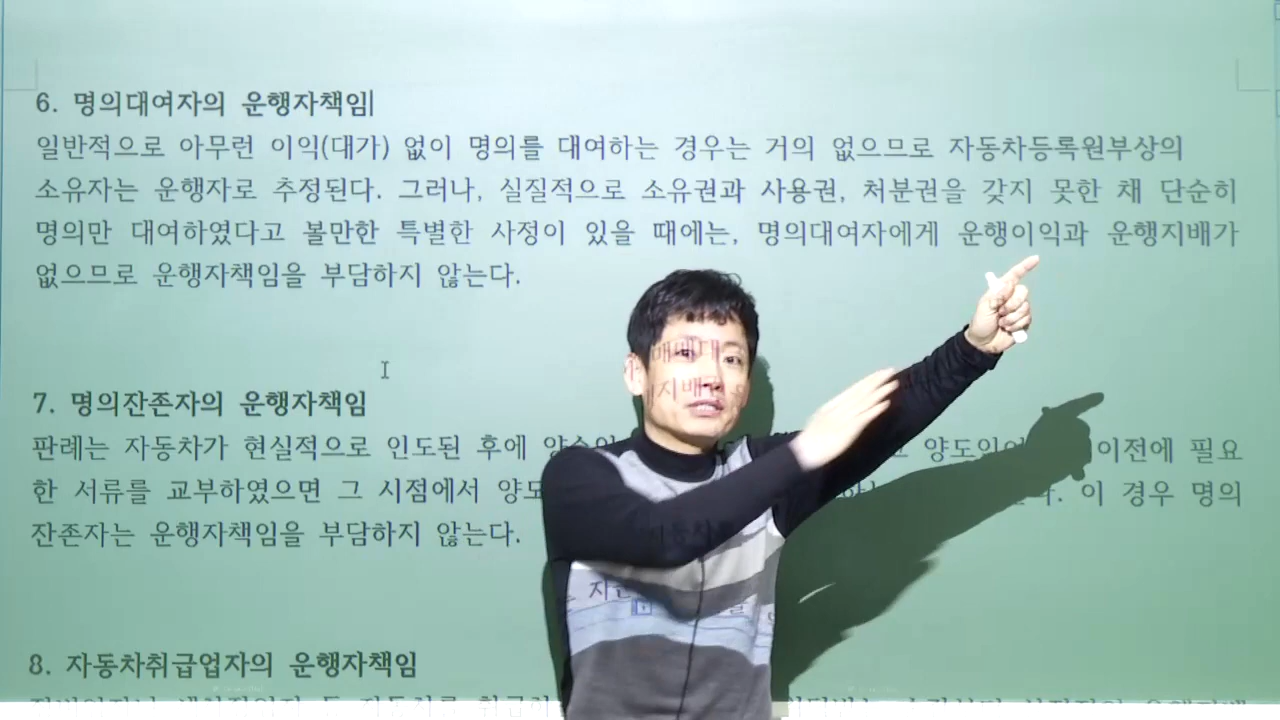 6. 명의대여자의 운행자책임
일반적으로 아무런 이익(대가) 없이 명의를 대여하는 경우는 거의 없으므로 자동차등록원부상의
소유자는 운행자로 추정된다. 그러나, 실질적으로 소유권과 사용권, 처분권을 갖지 못한 채 단순히
명의만 대여하였다고 볼만한 특별한 사정이 있을 때에는, 명의대여자에게 운행이익과 운행지배가
없으므로 운행자책임을 부담하지 않는다.
7. 명의잔존자의 운행자책임
판례는 자동차가 현실적으로 인도된 후에 이전에 필요
한 서류를 교부하였으면 그 시점에서 이 경우 명의
잔존자는 운행자책임을 부담하지 않는다.
8. 자동차취급업자의 운행자책임